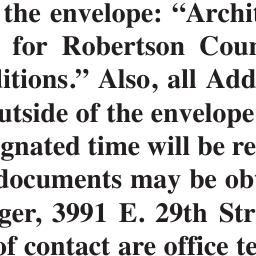 the envelope: “Archit
for Robertson Coun
ditions.” Also, all Add
utside of the envelope
gnated time will be re
documents may be ob
ger, 3991 E. 29th Str
of contact are office te